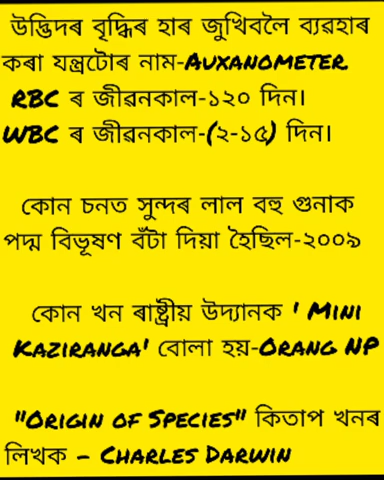 উদ্ভিদৰ বৃদ্ধিৰ হাৰ জুখিবলৈ ব্যৱহাৰ
কৰা যন্ত্ৰটোৰ নাম-AUXANOMETER
RBC ৰ জীৱনকাল-১২০ দিন।
WBC ৰ জীৱনকাল-(২-১৫) দিন।
কোন চনত সুন্দৰ লাল বহু গুনাক
পদ্ম বিভূষণ বঁটা দিয়া হৈছিল-২০০৯
কোন খন ৰাষ্ট্ৰীয় উদ্যানক ' MINI
KAZIRANGA' বোলা হয়-ORANG NP
"ORIGIN OF SPECIES" কিতাপ খনৰ
লিখক - CHARLES DARWIN